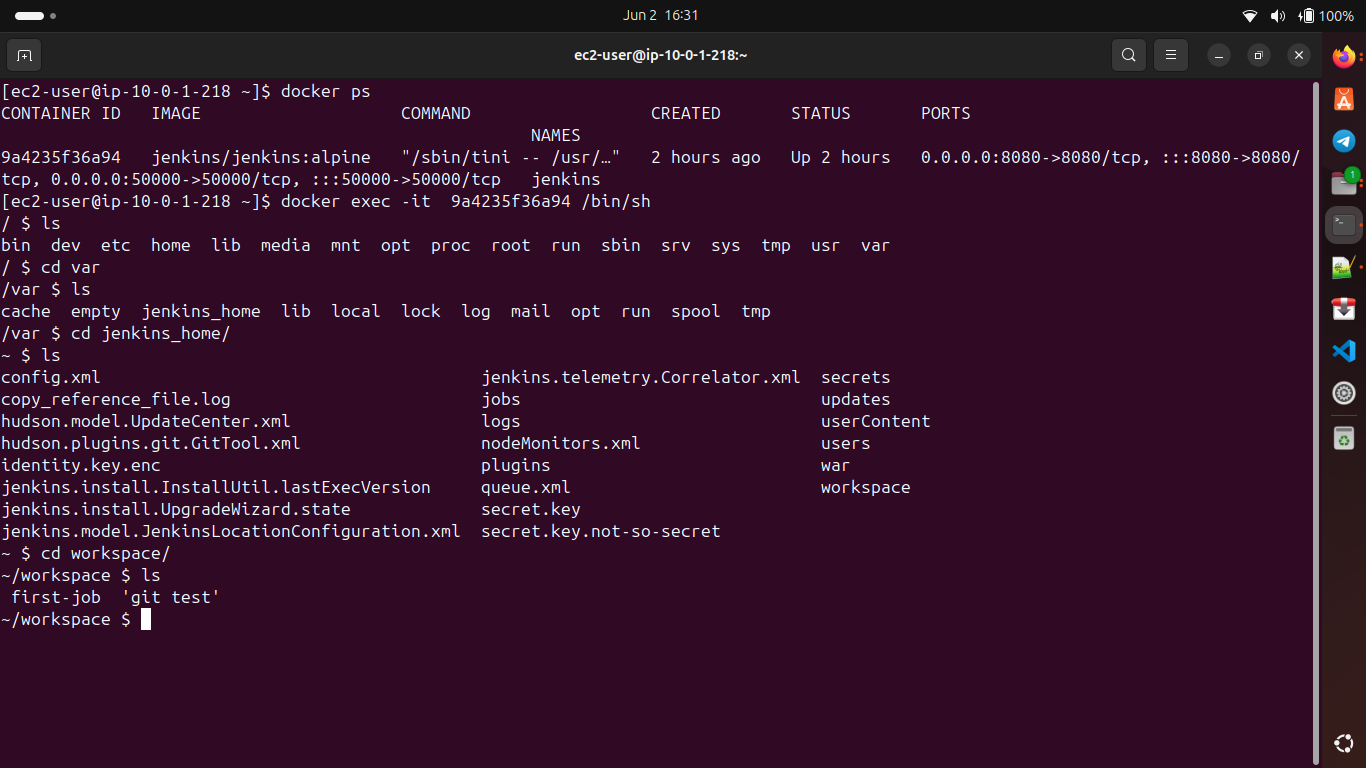 Jun 2 16:31
100%
ec2-user@ip-10-0-1-218:~
[ec2-user@ip-10-0-1-218 ~]$ docker ps
CONTAINER ID   IMAGE                    COMMAND                  CREATED       STATUS       PORTS
NAMES
9a4235f36a94   jenkins/jenkins:alpine   "/sbin/tini -- /usr/…"   2 hours ago   Up 2 hours   0.0.0.0:8080->8080/tcp, :::8080->8080/
tcp, 0.0.0.0:50000->50000/tcp, :::50000->50000/tcp   jenkins
[ec2-user@ip-10-0-1-218 ~]$ docker exec -it  9a4235f36a94 /bin/sh
/ $ ls
bin  dev  etc  home  lib  media  mnt  opt  proc  root  run  sbin  srv  sys  tmp  usr  var
/ $ cd var
/var $ ls
cache  empty  jenkins_home  lib  local  lock  log  mail  opt  run  spool  tmp
/var $ cd jenkins_home/
~ $ ls
config.xml                                      jenkins.telemetry.Correlator.xml  secrets
copy_reference_file.log                         jobs                              updates
hudson.model.UpdateCenter.xml                   logs                              userContent
hudson.plugins.git.GitTool.xml                  nodeMonitors.xml                  users
identity.key.enc                                plugins                           war
jenkins.install.InstallUtil.lastExecVersion     queue.xml                         workspace
jenkins.install.UpgradeWizard.state             secret.key
jenkins.model.JenkinsLocationConfiguration.xml  secret.key.not-so-secret
~ $ cd workspace/
~/workspace $ ls
first-job  'git test'
~/workspace $
1